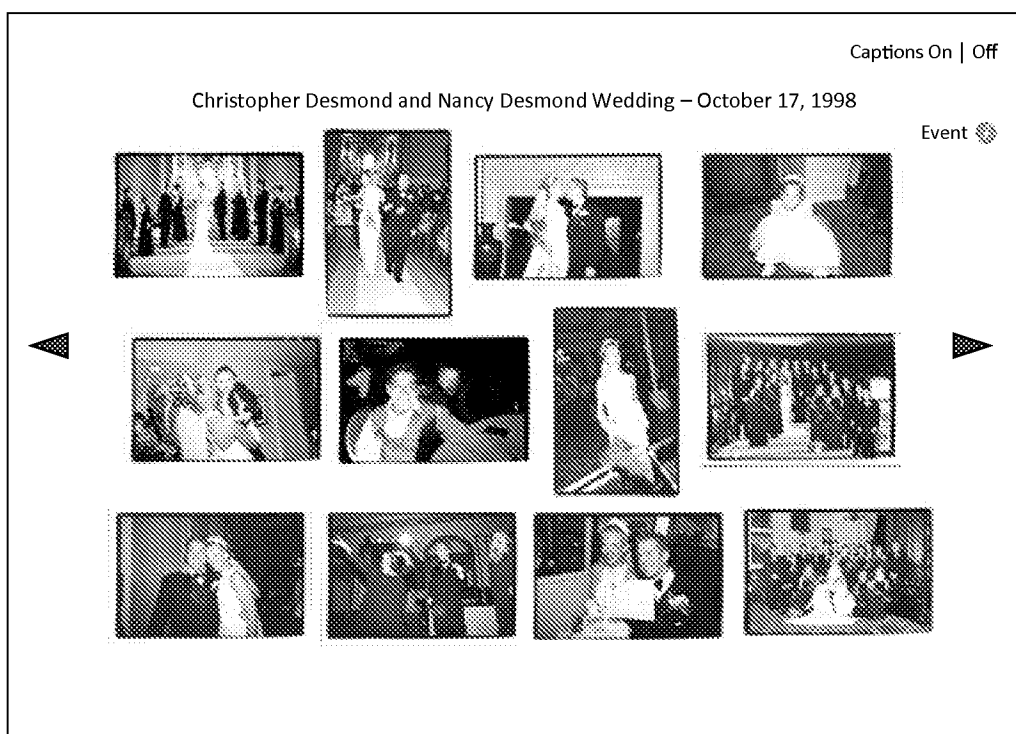 Captions On | Off
Christopher Desmond and Nancy Desmond Wedding – October 17, 1998
Event